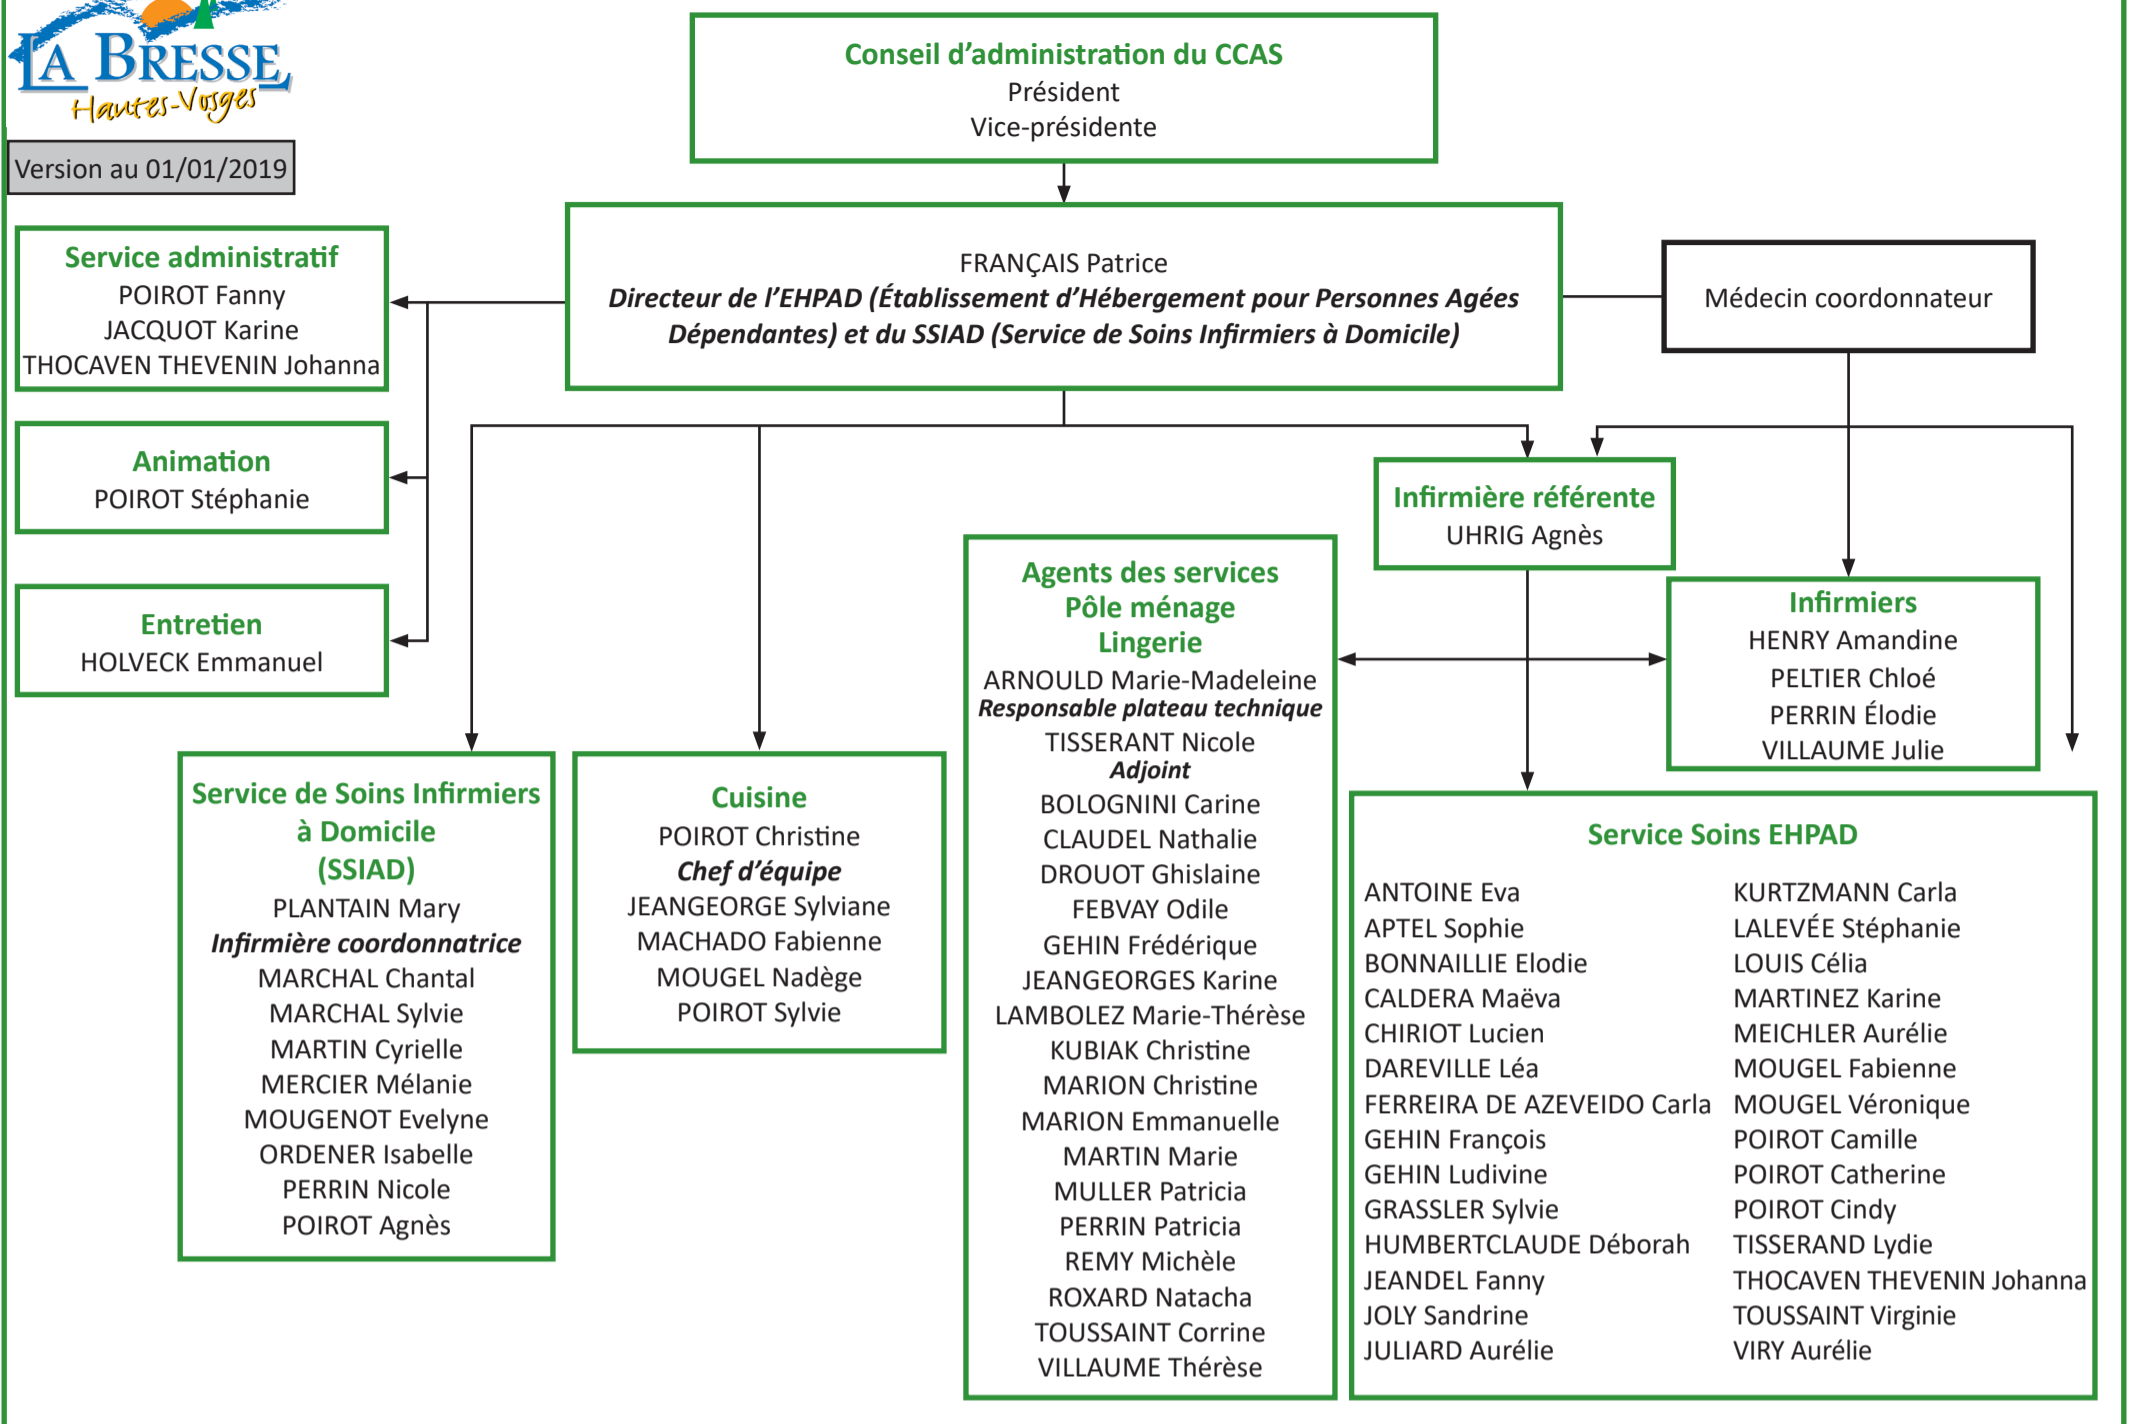 LA BRESSE
Hautes-Vosges
Version au 01/01/2019
Conseil d'administration du CCAS
Président
Vice-présidente
FRANÇAIS Patrice
Directeur de l'EHPAD (Établissement d'Hébergement pour Personnes Agées
Dépendantes) et du SSIAD (Service de Soins Infirmiers à Domicile)
Médecin coordonnateur
Service administratif
POIROT Fanny
JACQUOT Karine
THOCAVEN THEVENIN Johanna
Animation
POIROT Stéphanie
Entretien
HOLVECK Emmanuel
Service de Soins Infirmiers
à Domicile
(SSIAD)
PLANTAIN Mary
Infirmière coordonnatrice
MARCHAL Chantal
MARCHAL Sylvie
MARTIN Cyrielle
MERCIER Mélanie
MOUGENOT Evelyne
ORDENER Isabelle
PERRIN Nicole
POIROT Agnès
Cuisine
POIROT Christine
Chef d'équipe
JEANGEORGE Sylviane
MACHADO Fabienne
MOUGEL Nadège
POIROT Sylvie
Agents des services
Pôle ménage
Lingerie
ARNOULD Marie-Madeleine
Responsable plateau technique
TISSERANT Nicole
Adjoint
BOLOGNINI Carine
CLAUDEL Nathalie
DROUOT Ghislaine
FEBVAY Odile
GEHIN Frédérique
JEANGEORGES Karine
LAMBOLEZ Marie-Thérèse
KUBIAK Christine
MARION Christine
MARION Emmanuelle
MARTIN Marie
MULLER Patricia
PERRIN Patricia
REMY Michèle
ROXARD Natacha
TOUSSAINT Corrine
VILLAUME Thérèse
Infirmière référente
UHRIG Agnès
Infirmiers
HENRY Amandine
PELTIER Chloé
PERRIN Élodie
VILLAUME Julie
Service Soins EHPAD
ANTOINE Eva
APTEL Sophie
BONNAILLIE Elodie
CALDERA Maëva
CHIRIOT Lucien
DAREVILLE Léa
FERREIRA DE AZEVEIDO Carla
GEHIN François
GEHIN Ludivine
GRASSLER Sylvie
HUMBERTCLAUDE Déborah
JEANDEL Fanny
JOLY Sandrine
JULIARD Aurélie
KURTZMANN Carla
LALEVÉE Stéphanie
LOUIS Célia
MARTINEZ Karine
MEICHLER Aurélie
MOUGEL Fabienne
MOUGEL Véronique
POIROT Camille
POIROT Catherine
POIROT Cindy
TISSERAND Lydie
THOCAVEN THEVENIN Johanna
TOUSSAINT Virginie
VIRY Aurélie